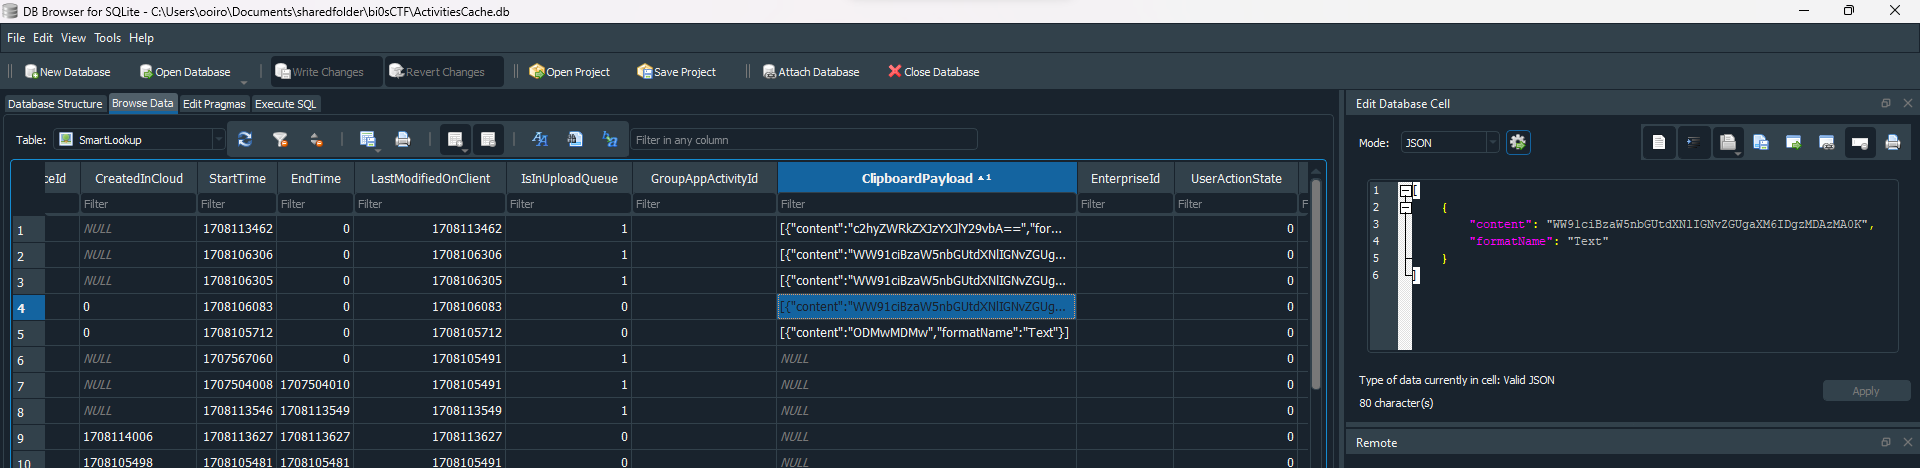 DB Browser for SQLite - C:\Users\ooiro\Documents\sharedfolder\bi0sCTF\ActivitiesCache.db
File Edit View Tools Help
New Database Open Database Write Changes Revert Changes Open Project Save Project Attach Database Close Database
Database Structure Browse Data Edit Pragmas Execute SQL
Table: SmartLookup Filter in any column
ceId CreatedInCloud StartTime EndTime LastModifiedOnClient IsInUploadQueue GroupAppActivityId ClipboardPayload 1 EnterpriseId UserActionState
Filter Filter Filter Filter Filter Filter Filter Filter Filter F
1 NULL 1708113462 0 1708113462 1 [{"content":"c2hyZWRkZXJzYXJlY29vbA==","for... 0
2 NULL 1708106306 0 1708106306 1 [{"content":"WW91ciBzaW5nbGUtdXNlIGNvZGUg... 0
3 NULL 1708106305 0 1708106305 1 [{"content":"WW91ciBzaW5nbGUtdXNlIGNvZGUg... 0
4 0 1708106083 0 1708106083 0 [{"content":"WW91ciBzaW5nbGUtdXNlIGNvZGUg... 0
5 0 1708105712 0 1708105712 0 [{"content":"ODMwMDMw","formatName":"Text"}] 0
6 NULL 1707567060 0 1708105491 1 NULL 0
7 NULL 1707504008 1707504010 1708105491 1 NULL 0
8 NULL 1708113546 1708113549 1708113549 1 NULL 0
9 1708114006 1708113627 1708113627 1708113627 0 NULL 0
10 1708105498 1708105481 1708105481 1708105491 0 NULL 0
Edit Database Cell
Mode: JSON
1 [
2 {
3 "content": "WW91ciBzaW5nbGUtdXNlIGNvZGUgaXM6IDgzMDAzMA0K",
4 "formatName": "Text"
5 }
6 ]
Type of data currently in cell: Valid JSON
80 character(s)
Apply
Remote